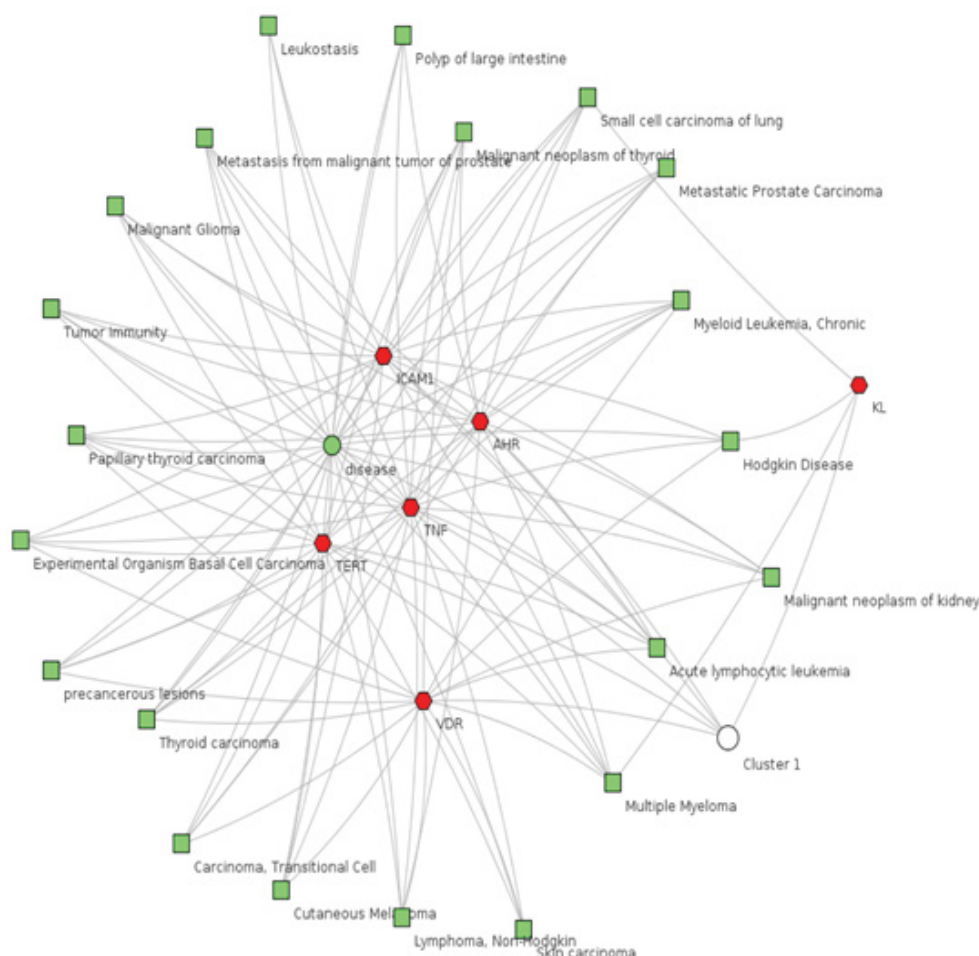 Leukostasis
Polyp of large intestine
Small cell carcinoma of lung
Malignant neoplasm of thyroid
Metastasis from malignant tumor of prostate
Metastatic Prostate Carcinoma
Malignant Glioma
Myeloid Leukemia, Chronic
Tumor Immunity
ICAM1
KL
AHR
Papillary thyroid carcinoma
Hodgkin Disease
disease
TNF
Experimental Organism Basal Cell Carcinoma
TERT
Malignant neoplasm of kidney
Acute lymphocytic leukemia
precancerous lesions
VDR
Thyroid carcinoma
Cluster 1
Multiple Myeloma
Carcinoma, Transitional Cell
Cutaneous Melanoma
Lymphoma, Non-Hodgkin
Skin carcinoma